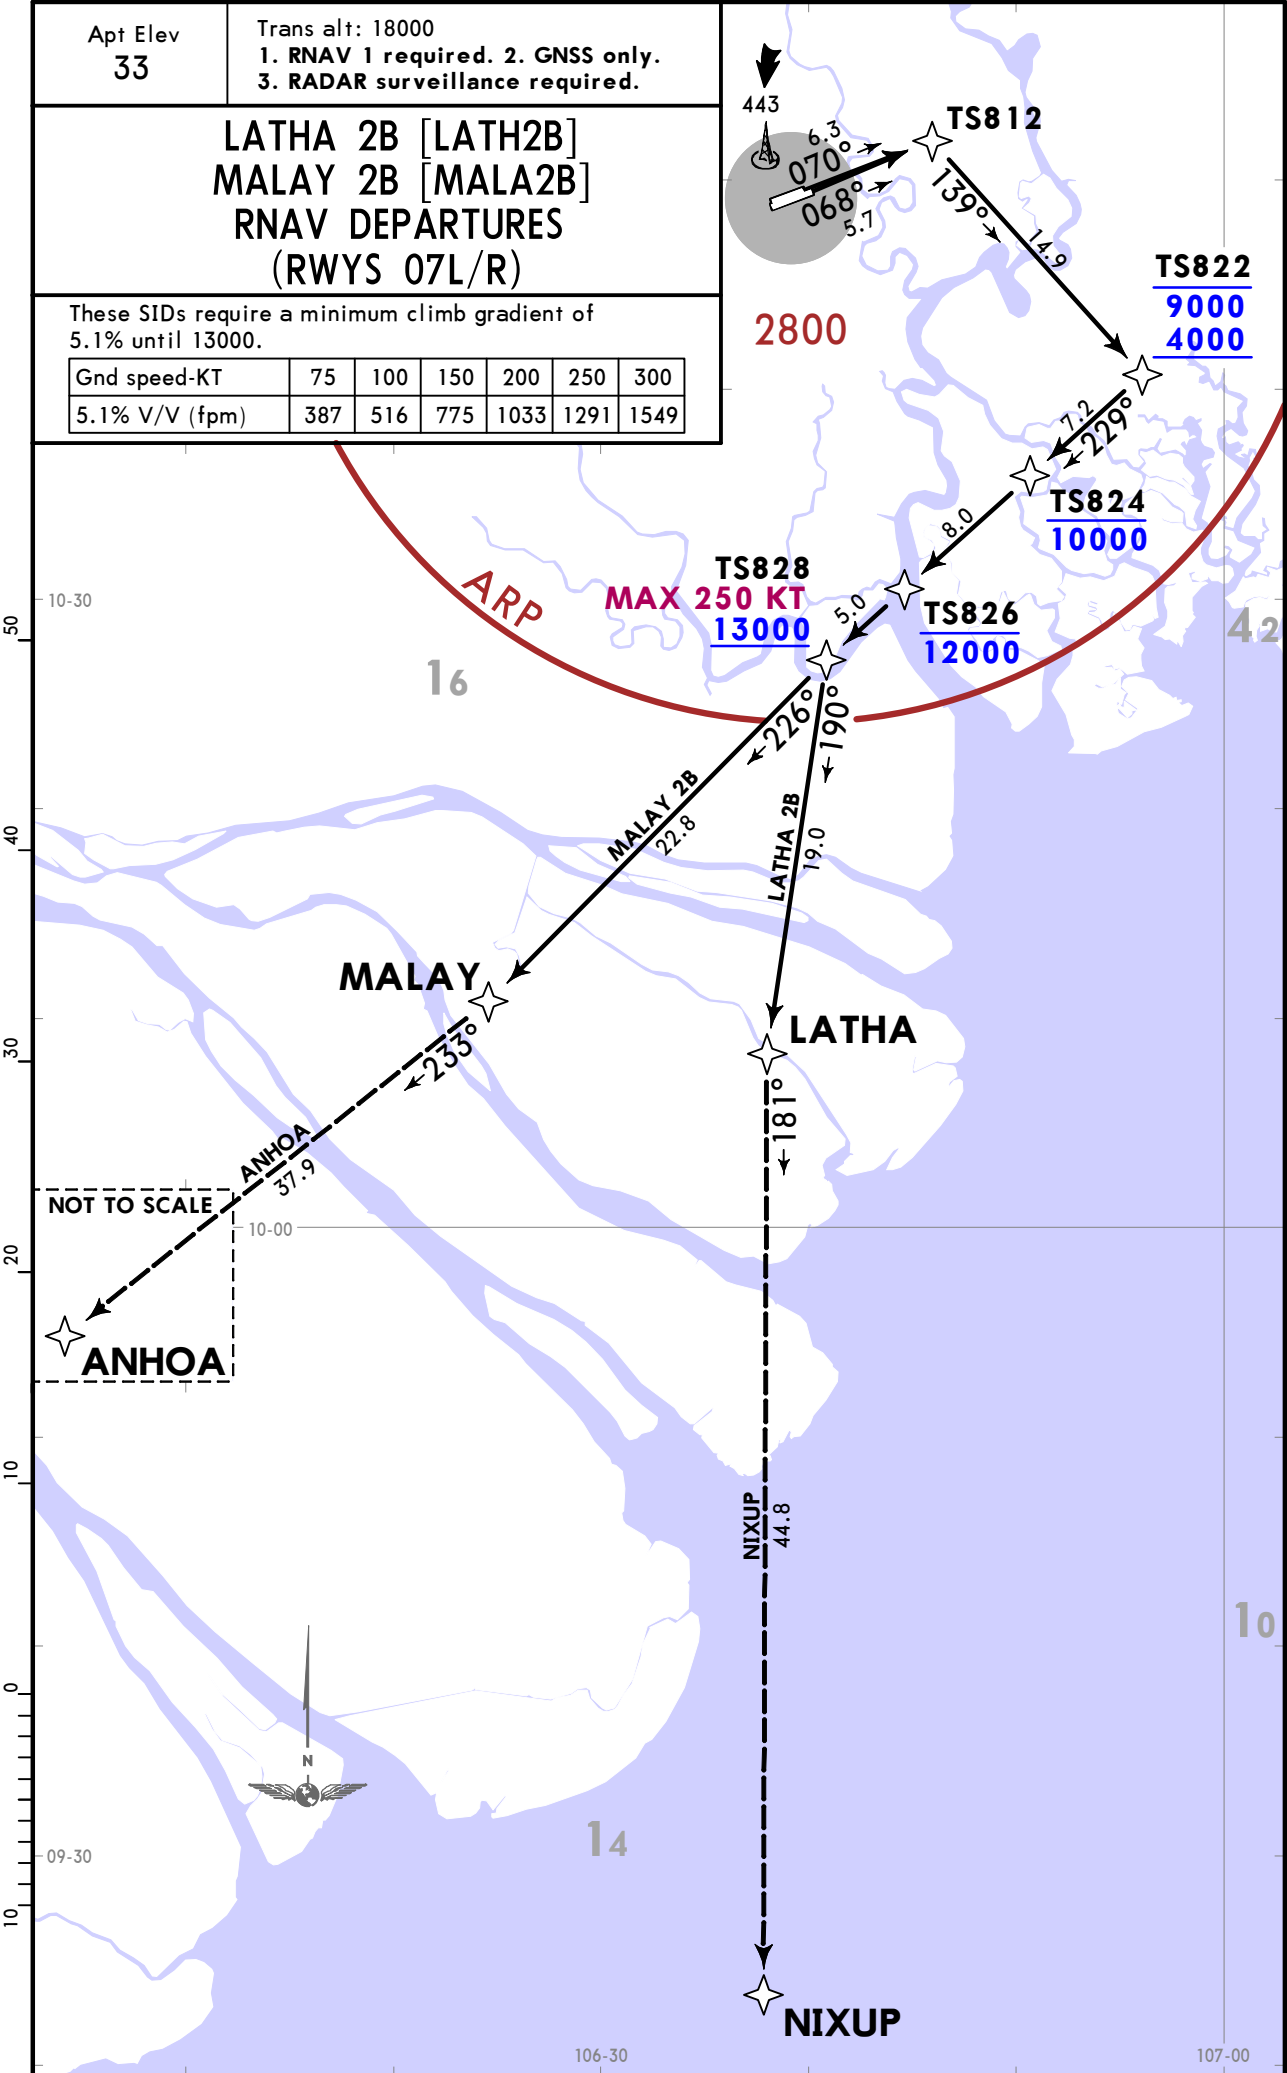 Apt Elev
33
Trans alt: 18000
1. RNAV 1 required. 2. GNSS only.
3. RADAR surveillance required.
LATHA 2B [LATH2B]
MALAY 2B [MALA2B]
RNAV DEPARTURES
(RWYS 07L/R)
These SIDs require a minimum climb gradient of
5.1% until 13000.
Gnd speed-KT 75 100 150 200 250 300
5.1% V/V (fpm) 387 516 775 1033 1291 1549
443
6.3
070°
068°
5.7
TS812
139°
14.9
TS822
9000
4000
2800
7.2
229°
TS824
10000
8.0
TS828
MAX 250 KT
13000
5.0
TS826
12000
ARP
10-30
50
16
42
226°
190°
MALAY 2B
22.8
LATHA 2B
19.0
40
MALAY
LATHA
233°
181°
30
ANHOA
37.9
NOT TO SCALE
10-00
20
ANHOA
10
NIXUP
44.8
10
0
N
14
09-30
10
NIXUP
106-30
107-00